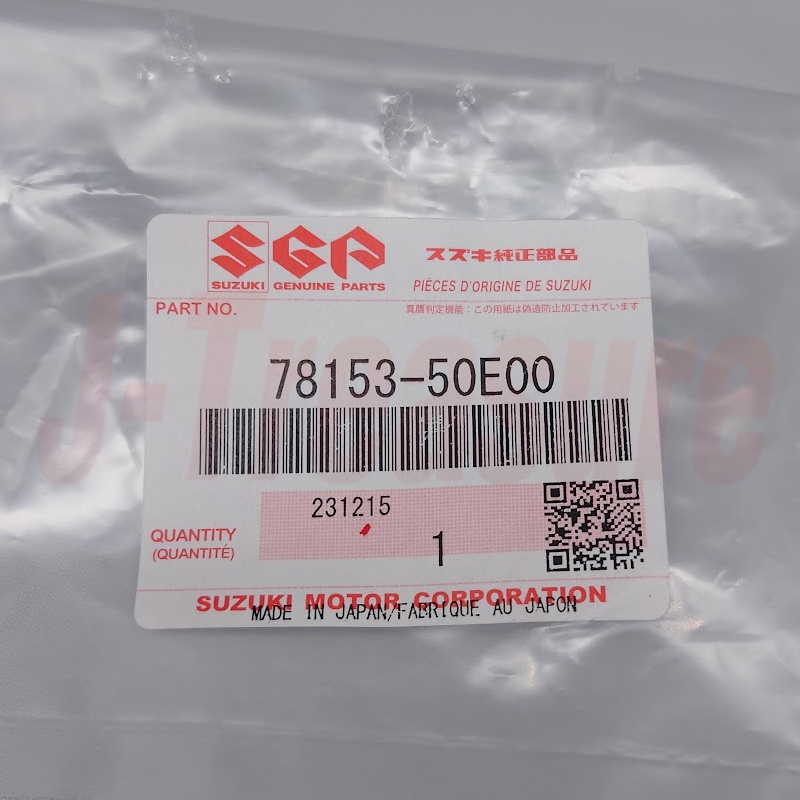 SGP
スズキ純正部品
SUZUKI GENUINE PARTS
PIÈCES D'ORIGINE DE SUZUKI
PART NO.
真贋判定機能：この用紙は偽造防止加工されています
J-Treasure
78153-50E00
231215
QUANTITY
(QUANTITÉ)
1
SUZUKI MOTOR CORPORATION
MADE IN JAPAN/FABRIQUE AU JAPON